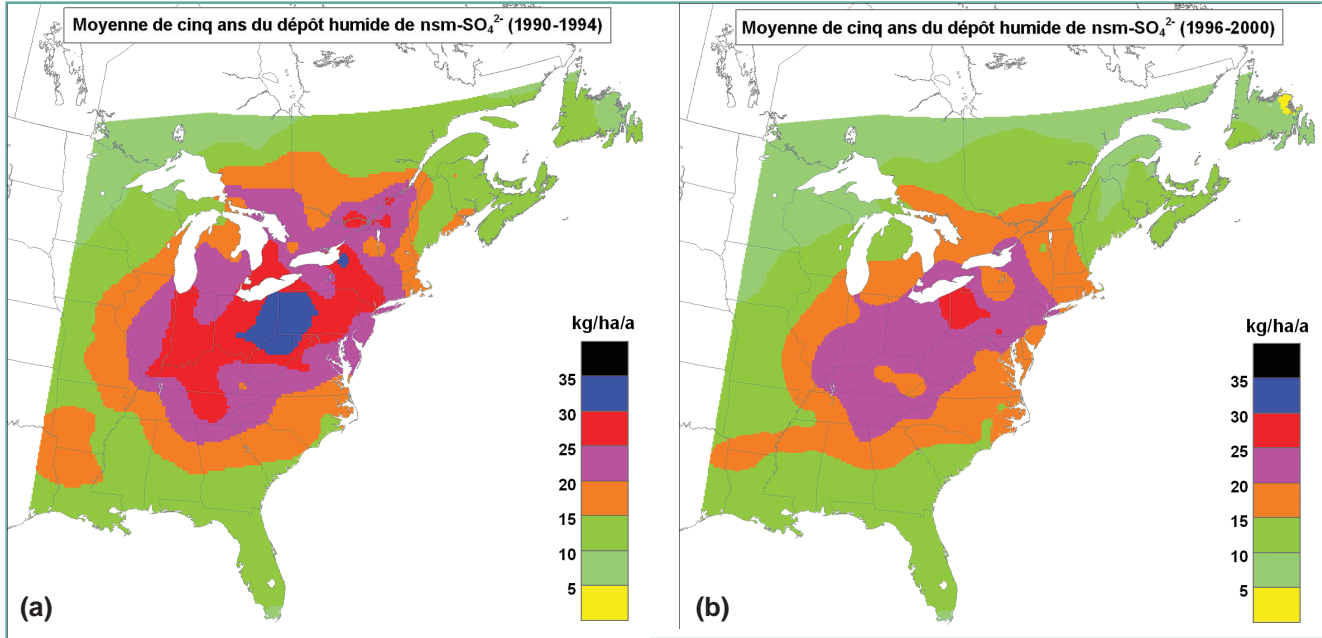 Moyenne de cinq ans du dépôt humide de nsm-SO₄²⁻ (1990-1994)
kg/ha/a
35
30
25
20
15
10
5
(a)
Moyenne de cinq ans du dépôt humide de nsm-SO₄²⁻ (1996-2000)
kg/ha/a
35
30
25
20
15
10
5
(b)